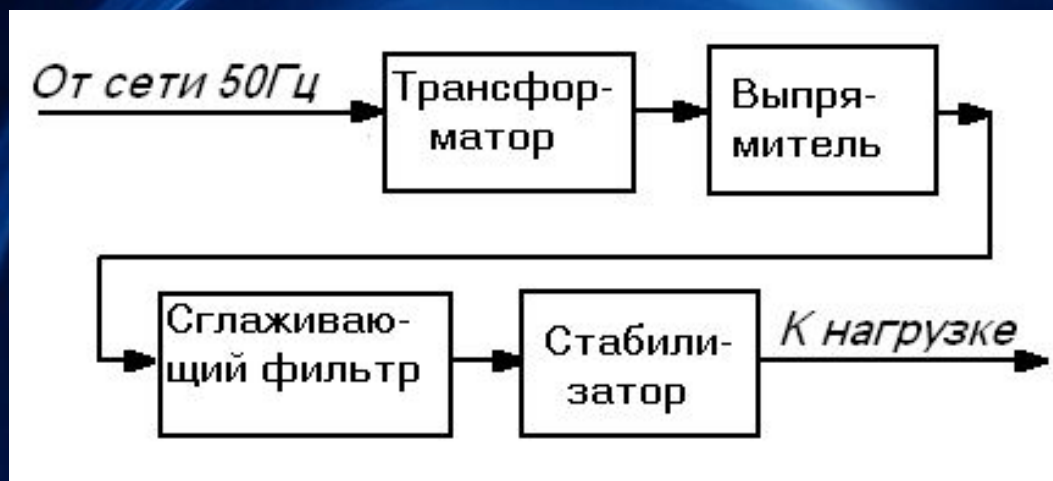 От сети 50Гц
Трансфор-
матор
Выпря-
митель
Сглаживаю-
щий фильтр
Стабили-
затор
К нагрузке